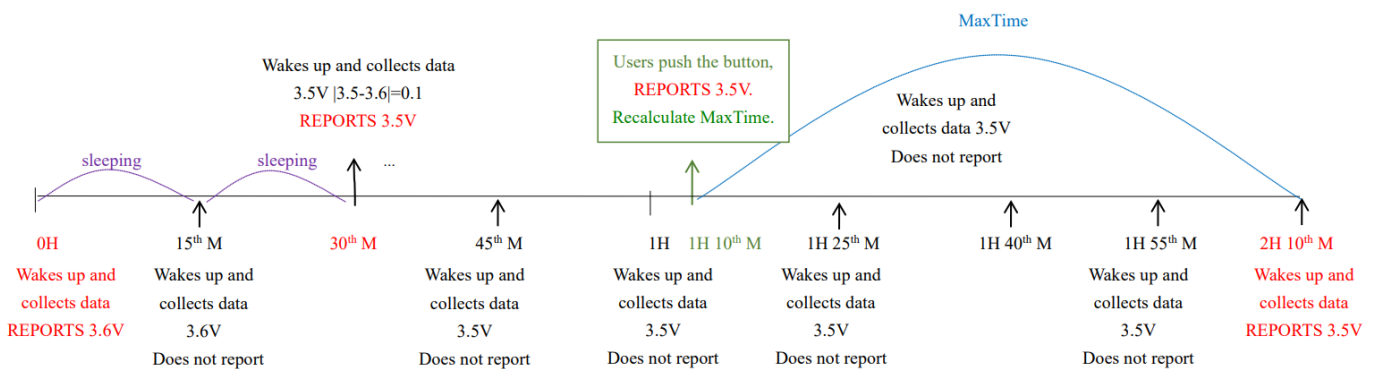 MaxTime
Users push the button,
REPORTS 3.5V.
Recalculate MaxTime.
Wakes up and collects data
3.5V |3.5-3.6|=0.1
REPORTS 3.5V
Wakes up and
collects data 3.5V
Does not report
sleeping
sleeping
...
0H
15th M
30th M
45th M
1H
1H 10th M
1H 25th M
1H 40th M
1H 55th M
2H 10th M
Wakes up and
collects data
REPORTS 3.6V
Wakes up and
collects data
3.6V
Does not report
Wakes up and
collects data
3.5V
Does not report
Wakes up and
collects data
3.5V
Does not report
Wakes up and
collects data
3.5V
Does not report
Wakes up and
collects data
3.5V
Does not report
Wakes up and
collects data
REPORTS 3.5V